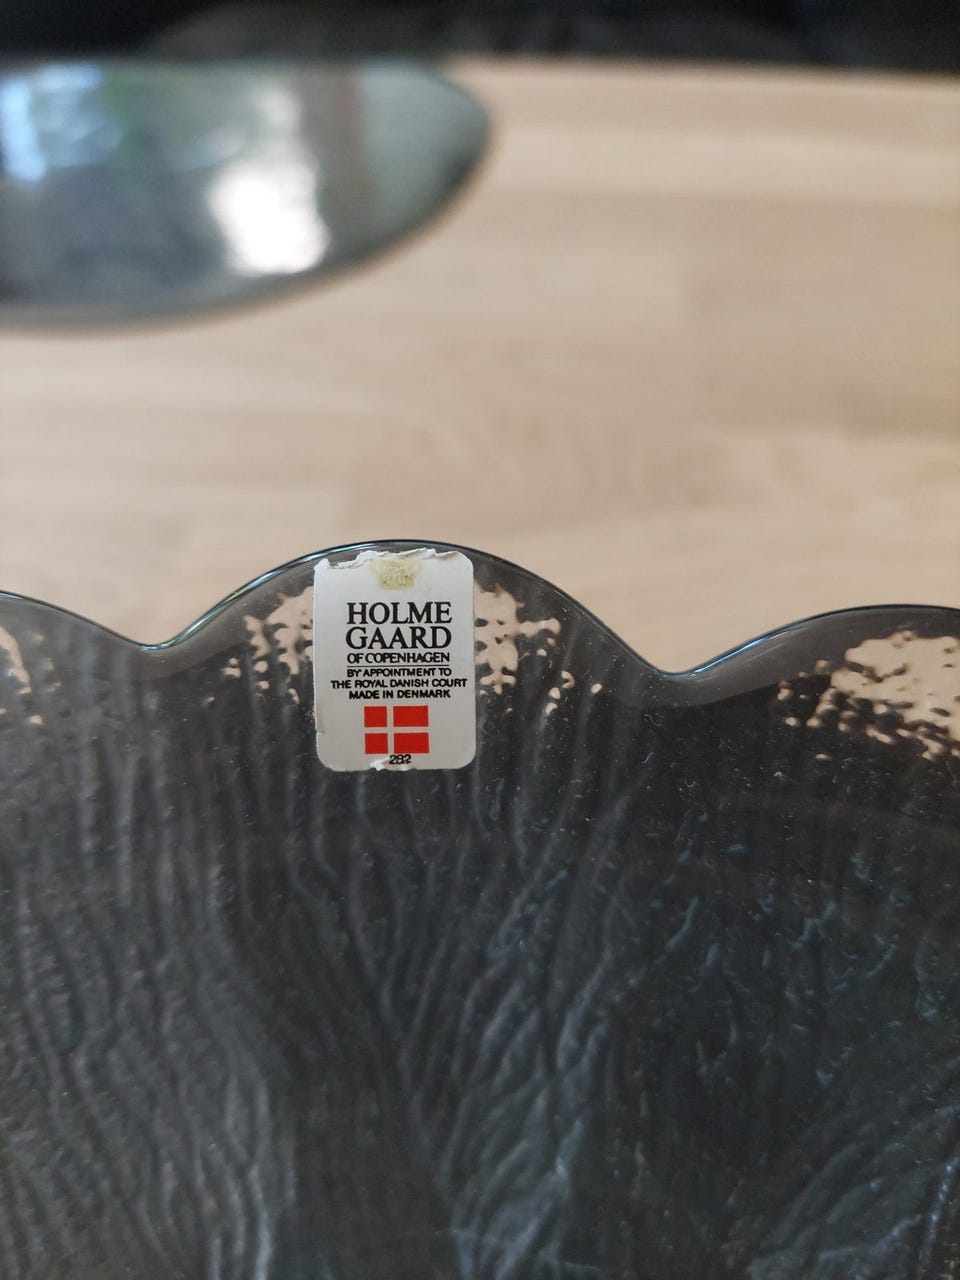 HOLME
GAARD
OF COPENHAGEN
BY APPOINTMENT TO
THE ROYAL DANISH COURT
MADE IN DENMARK
282